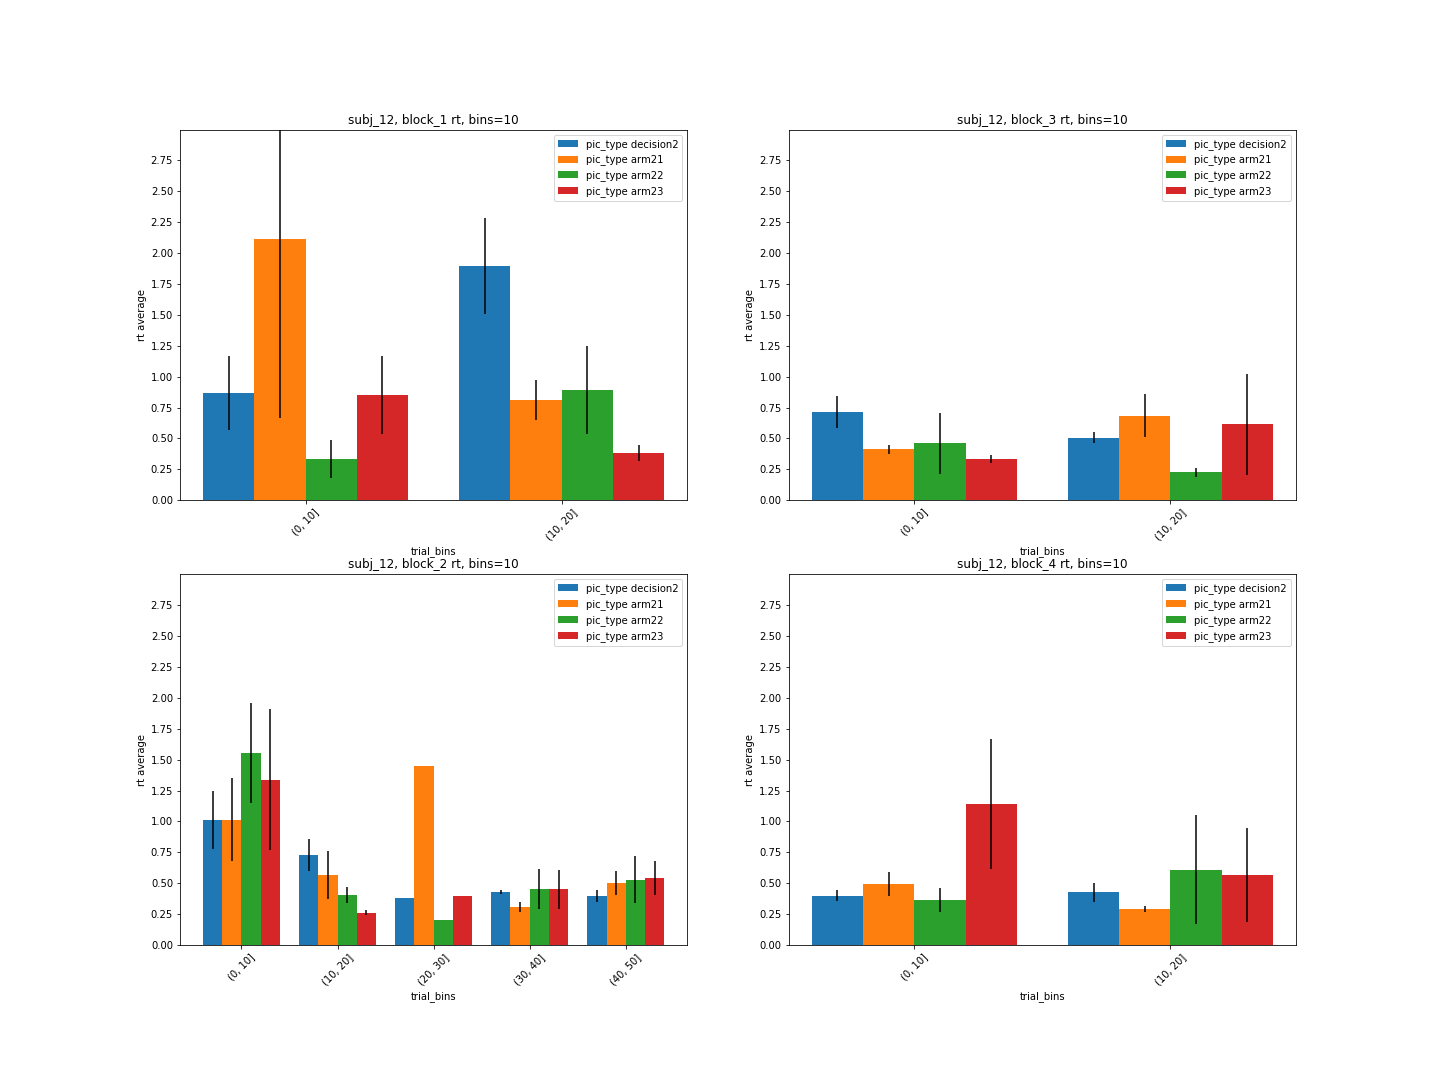 subj_12, block_1 rt, bins=10
pic_type decision2
pic_type arm21
pic_type arm22
pic_type arm23
2.75
2.50
2.25
2.00
1.75
1.50
1.25
1.00
0.75
0.50
0.25
0.00
rt average
(0, 10]
(10, 20]
trial_bins
subj_12, block_3 rt, bins=10
pic_type decision2
pic_type arm21
pic_type arm22
pic_type arm23
2.75
2.50
2.25
2.00
1.75
1.50
1.25
1.00
0.75
0.50
0.25
0.00
rt average
(0, 10]
(10, 20]
trial_bins
subj_12, block_2 rt, bins=10
pic_type decision2
pic_type arm21
pic_type arm22
pic_type arm23
2.75
2.50
2.25
2.00
1.75
1.50
1.25
1.00
0.75
0.50
0.25
0.00
rt average
(0, 10]
(10, 20]
(20, 30]
(30, 40]
(40, 50]
trial_bins
subj_12, block_4 rt, bins=10
pic_type decision2
pic_type arm21
pic_type arm22
pic_type arm23
2.75
2.50
2.25
2.00
1.75
1.50
1.25
1.00
0.75
0.50
0.25
0.00
rt average
(0, 10]
(10, 20]
trial_bins